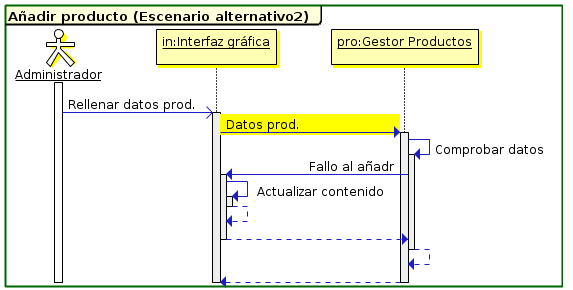 Añadir producto (Escenario alternativo2)
in:Interfaz gráfica
pro:Gestor Productos
Administrador
Rellenar datos prod.
Datos prod.
Comprobar datos
Fallo al añadr
Actualizar contenido